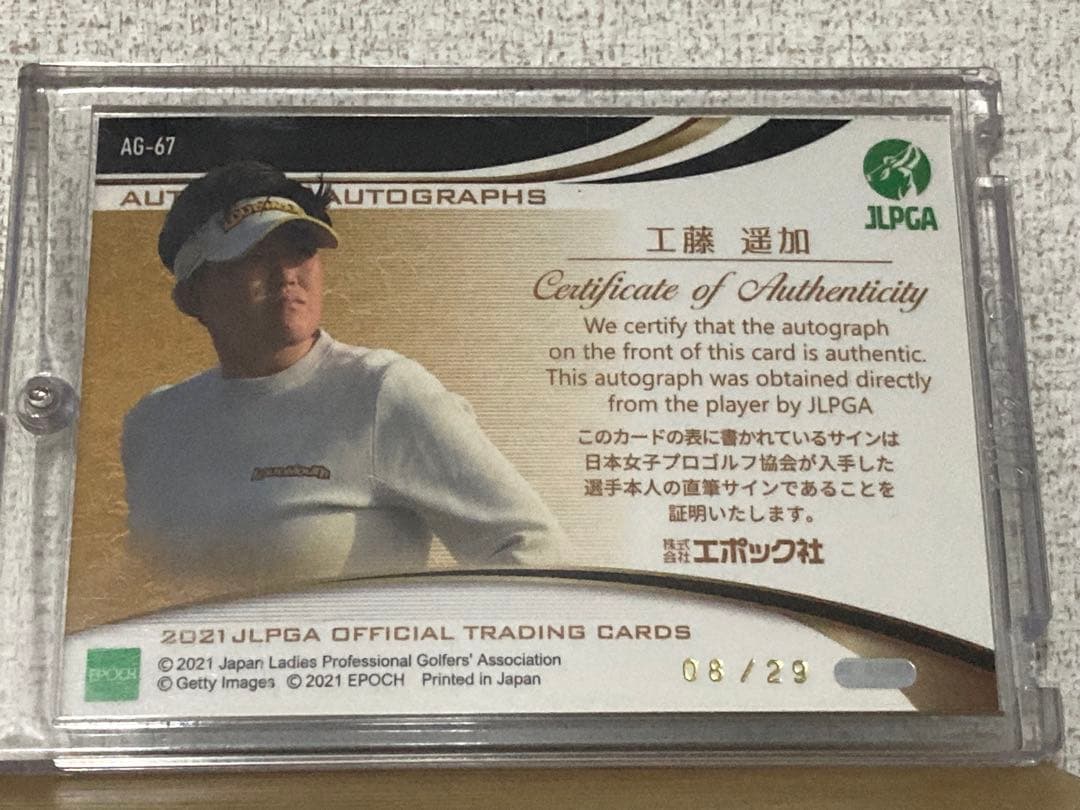 AG-67
AUT AUTOGRAPHS
JLPGA
工藤 遥加
Certificate of Authenticity
We certify that the autograph
on the front of this card is authentic.
This autograph was obtained directly
from the player by JLPGA
このカードの表に書かれているサインは
日本女子プロゴルフ協会が入手した
選手本人の直筆サインであることを
証明いたします。
株式会社エポック社
2021 JLPGA OFFICIAL TRADING CARDS
EPOCH
© 2021 Japan Ladies Professional Golfers' Association
© Getty Images © 2021 EPOCH Printed in Japan
08/29